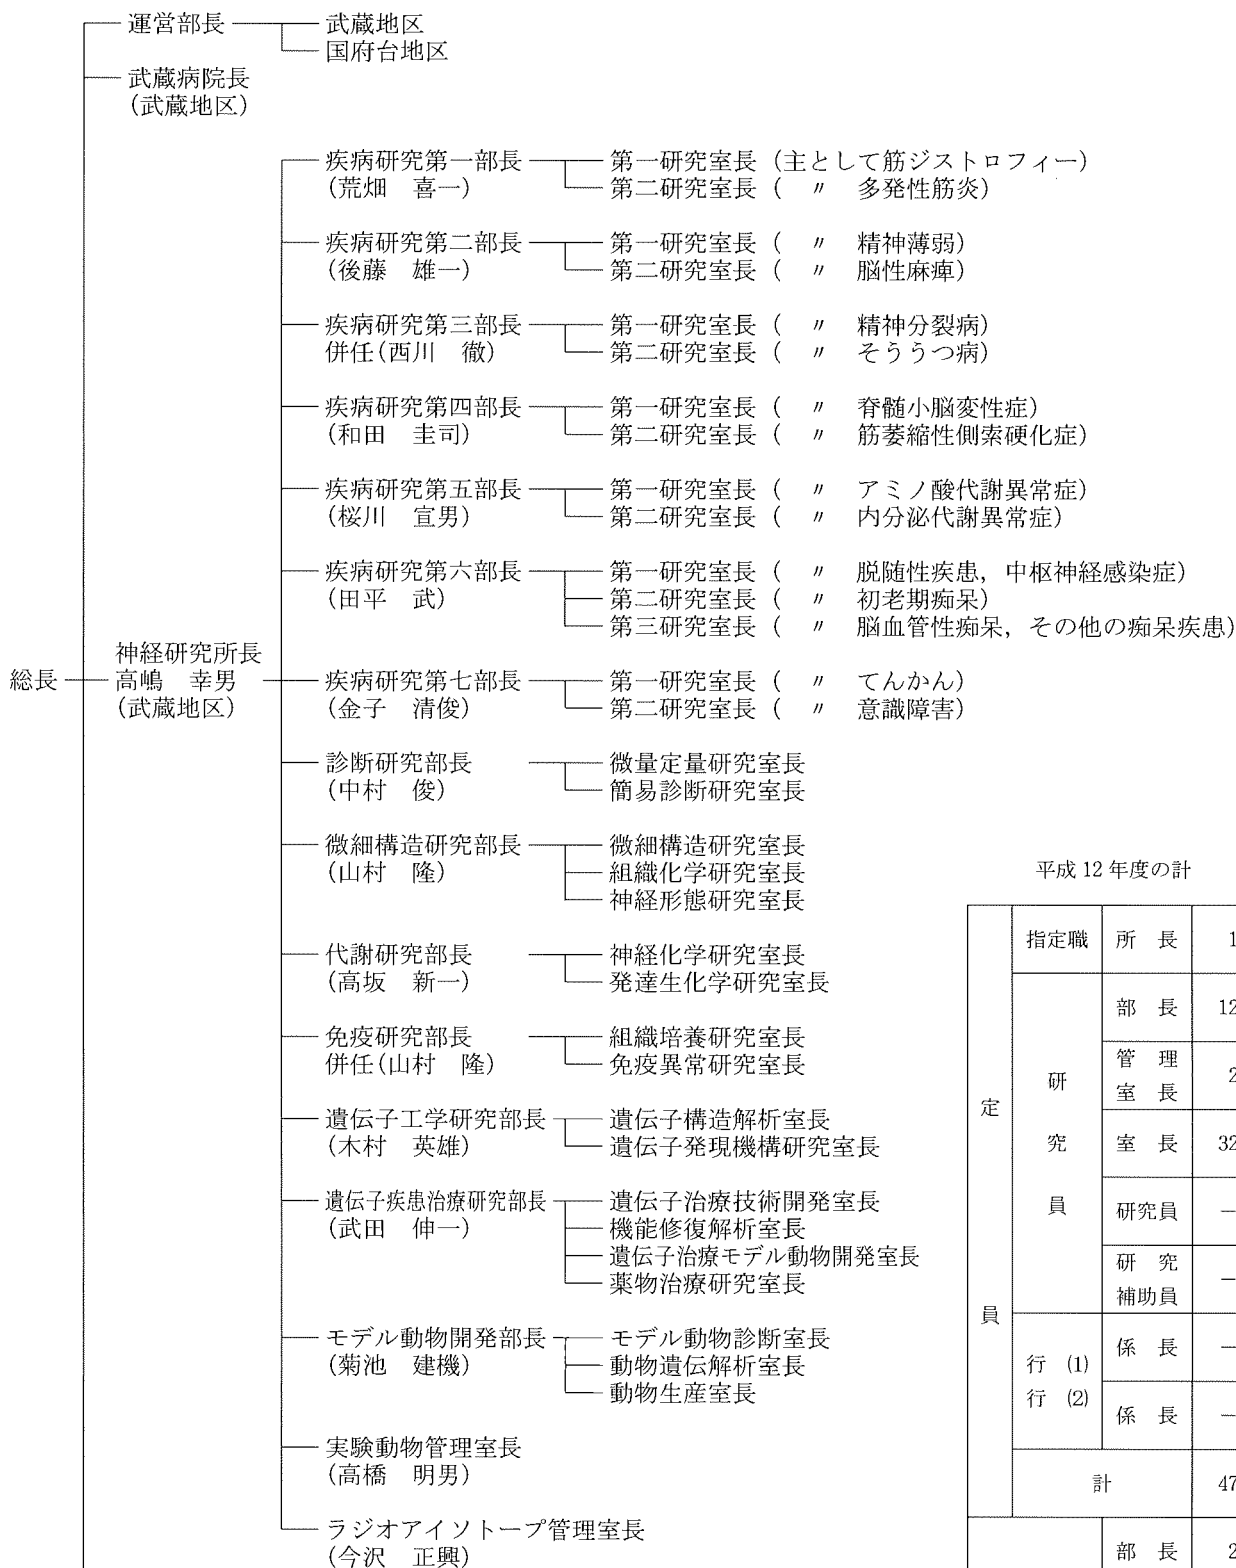 運営部長 武蔵地区
国府台地区
武蔵病院長
(武蔵地区)
疾病研究第一部長 第一研究室長 (主として筋ジストロフィー)
(荒畑 喜一) 第二研究室長 ( 〃 多発性筋炎)
疾病研究第二部長 第一研究室長 ( 〃 精神薄弱)
(後藤 雄一) 第二研究室長 ( 〃 脳性麻痺)
疾病研究第三部長 第一研究室長 ( 〃 精神分裂病)
併任(西川 徹) 第二研究室長 ( 〃 そううつ病)
疾病研究第四部長 第一研究室長 ( 〃 脊髄小脳変性症)
(和田 圭司) 第二研究室長 ( 〃 筋萎縮性側索硬化症)
疾病研究第五部長 第一研究室長 ( 〃 アミノ酸代謝異常症)
(桜川 宣男) 第二研究室長 ( 〃 内分泌代謝異常症)
疾病研究第六部長 第一研究室長 ( 〃 脱随性疾患, 中枢神経感染症)
(田平 武) 第二研究室長 ( 〃 初老期痴呆)
第三研究室長 ( 〃 脳血管性痴呆, その他の痴呆疾患)
総長
神経研究所長
高嶋 幸男
(武蔵地区)
疾病研究第七部長 第一研究室長 ( 〃 てんかん)
(金子 清俊) 第二研究室長 ( 〃 意識障害)
診断研究部長 微量定量研究室長
(中村 俊) 簡易診断研究室長
微細構造研究部長 微細構造研究室長
(山村 隆) 組織化学研究室長
神経形態研究室長
代謝研究部長 神経化学研究室長
(高坂 新一) 発達生化学研究室長
免疫研究部長 組織培養研究室長
併任(山村 隆) 免疫異常研究室長
遺伝子工学研究部長 遺伝子構造解析室長
(木村 英雄) 遺伝子発現機構研究室長
遺伝子疾患治療研究部長 遺伝子治療技術開発室長
(武田 伸一) 機能修復解析室長
遺伝子治療モデル動物開発室長
薬物治療研究室長
モデル動物開発部長 モデル動物診断室長
(菊池 建機) 動物遺伝解析室長
動物生産室長
実験動物管理室長
(高橋 明男)
ラジオアイソトープ管理室長
(今沢 正興)
平成12年度の計
定員
指定職 所長 1
研究員
部長 12
管理室長 2
室長 32
研究員 —
研究補助員 —
行 (1) 係長 —
行 (2) 係長 —
計 47
部長 2